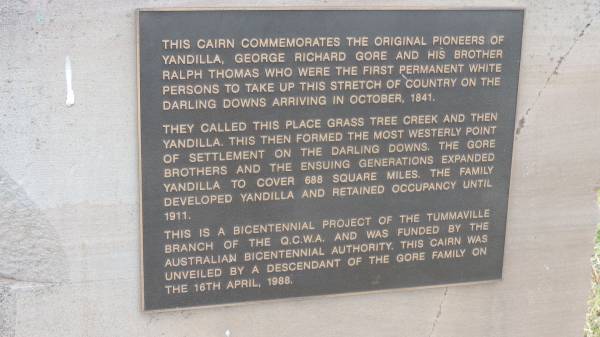 THIS CAIRN COMMEMORATES THE ORIGINAL PIONEERS OF
YANDILLA, GEORGE RICHARD GORE AND HIS BROTHER
RALPH THOMAS WHO WERE THE FIRST PERMANENT WHITE
PERSONS TO TAKE UP THIS STRETCH OF COUNTRY ON THE
DARLING DOWNS ARRIVING IN OCTOBER, 1841.
THEY CALLED THIS PLACE GRASS TREE CREEK AND THEN
YANDILLA. THIS THEN FORMED THE MOST WESTERLY POINT
OF SETTLEMENT ON THE DARLING DOWNS. THE GORE
BROTHERS AND THE ENSUING GENERATIONS EXPANDED
YANDILLA TO COVER 688 SQUARE MILES. THE FAMILY
DEVELOPED YANDILLA AND RETAINED OCCUPANCY UNTIL
1911.
THIS IS A BICENTENNIAL PROJECT OF THE TUMMAVILLE
BRANCH OF THE Q.C.W.A. AND WAS FUNDED BY THE
AUSTRALIAN BICENTENNIAL AUTHORITY. THIS CAIRN WAS
UNVEILED BY A DESCENDANT OF THE GORE FAMILY ON
THE 16TH APRIL, 1988.